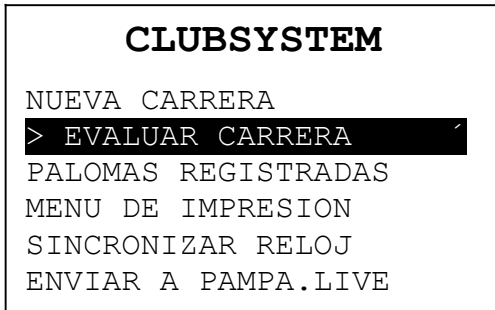 CLUBSYSTEM
NUEVA CARRERA
> EVALUAR CARRERA ´
PALOMAS REGISTRADAS
MENU DE IMPRESION
SINCRONIZAR RELOJ
ENVIAR A PAMPA.LIVE